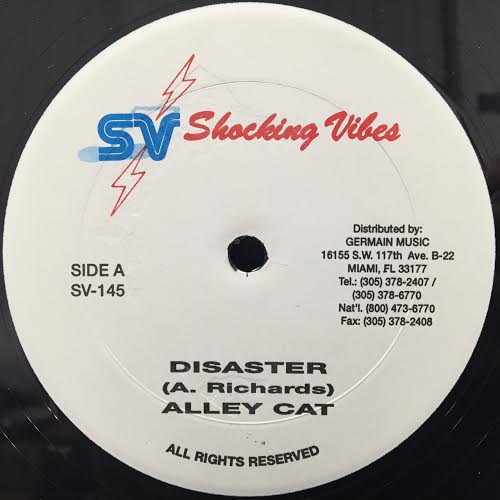 SV Shocking Vibes
Distributed by:
GERMAIN MUSIC
16155 S.W. 117th Ave. B-22
MIAMI, FL 33177
Tel.: (305) 378-2407 /
(305) 378-6770
Nat'l. (800) 473-6770
Fax: (305) 378-2408
SIDE A
SV-145
DISASTER
(A. Richards)
ALLEY CAT
ALL RIGHTS RESERVED